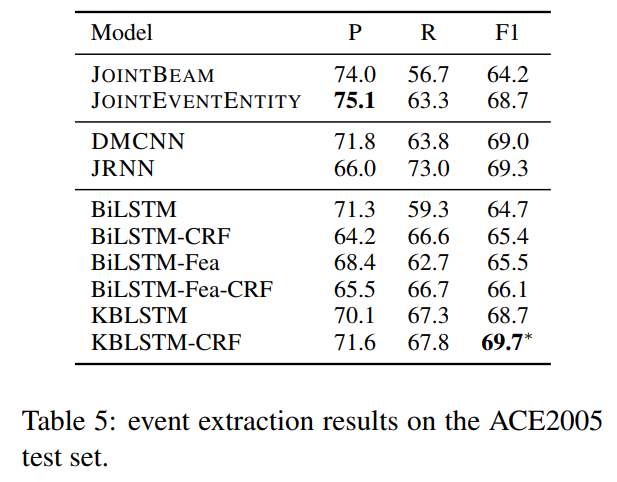 Model P R F1
JOINTBEAM 74.0 56.7 64.2
JOINTEVENTENTITY 75.1 63.3 68.7
DMCNN 71.8 63.8 69.0
JRNN 66.0 73.0 69.3
BiLSTM 71.3 59.3 64.7
BiLSTM-CRF 64.2 66.6 65.4
BiLSTM-Fea 68.4 62.7 65.5
BiLSTM-Fea-CRF 65.5 66.7 66.1
KBLSTM 70.1 67.3 68.7
KBLSTM-CRF 71.6 67.8 69.7*
Table 5: event extraction results on the ACE2005
test set.